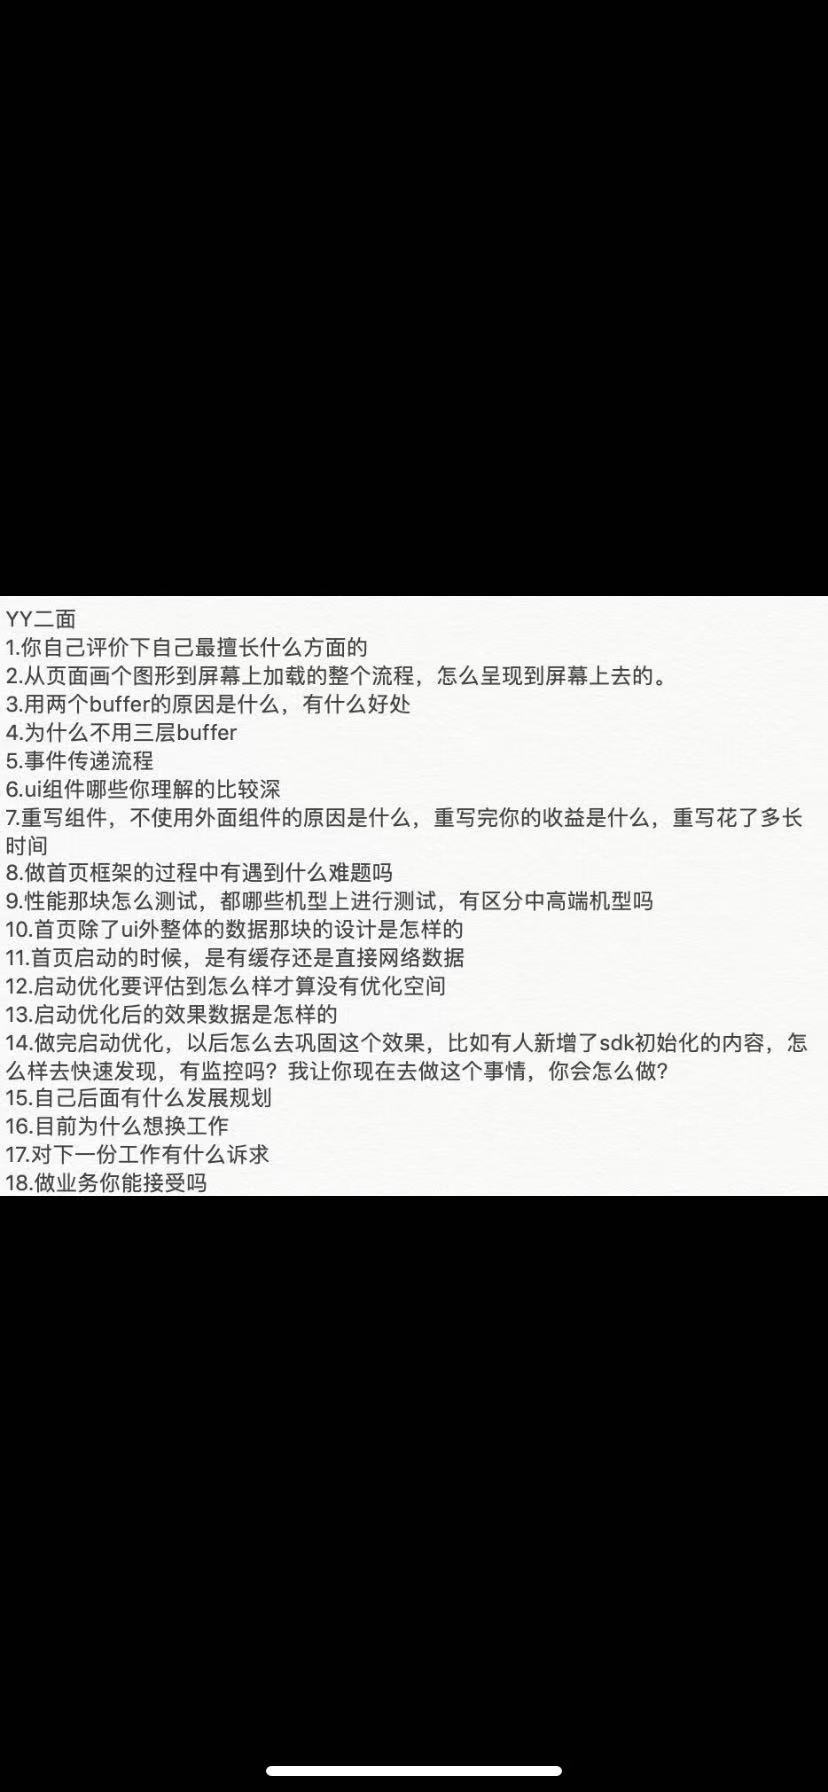 YY二面
1.你自己评价下自己最擅长什么方面的
2.从页面画个图形到屏幕上加载的整个流程，怎么呈现到屏幕上去的。
3.用两个buffer的原因是什么，有什么好处
4.为什么不用三层buffer
5.事件传递流程
6.ui组件哪些你理解的比较深
7.重写组件，不使用外面组件的原因是什么，重写完你的收益是什么，重写花了多长
时间
8.做首页框架的过程中有遇到什么难题吗
9.性能那块怎么测试，都哪些机型上进行测试，有区分中高端机型吗
10.首页除了ui外整体的数据那块的设计是怎样的
11.首页启动的时候，是有缓存还是直接网络数据
12.启动优化要评估到怎么样才算没有优化空间
13.启动优化后的效果数据是怎样的
14.做完启动优化，以后怎么去巩固这个效果，比如有人新增了sdk初始化的内容，怎
么样去快速发现，有监控吗？我让你现在去做这个事情，你会怎么做？
15.自己后面有什么发展规划
16.目前为什么想换工作
17.对下一份工作有什么诉求
18.做业务你能接受吗